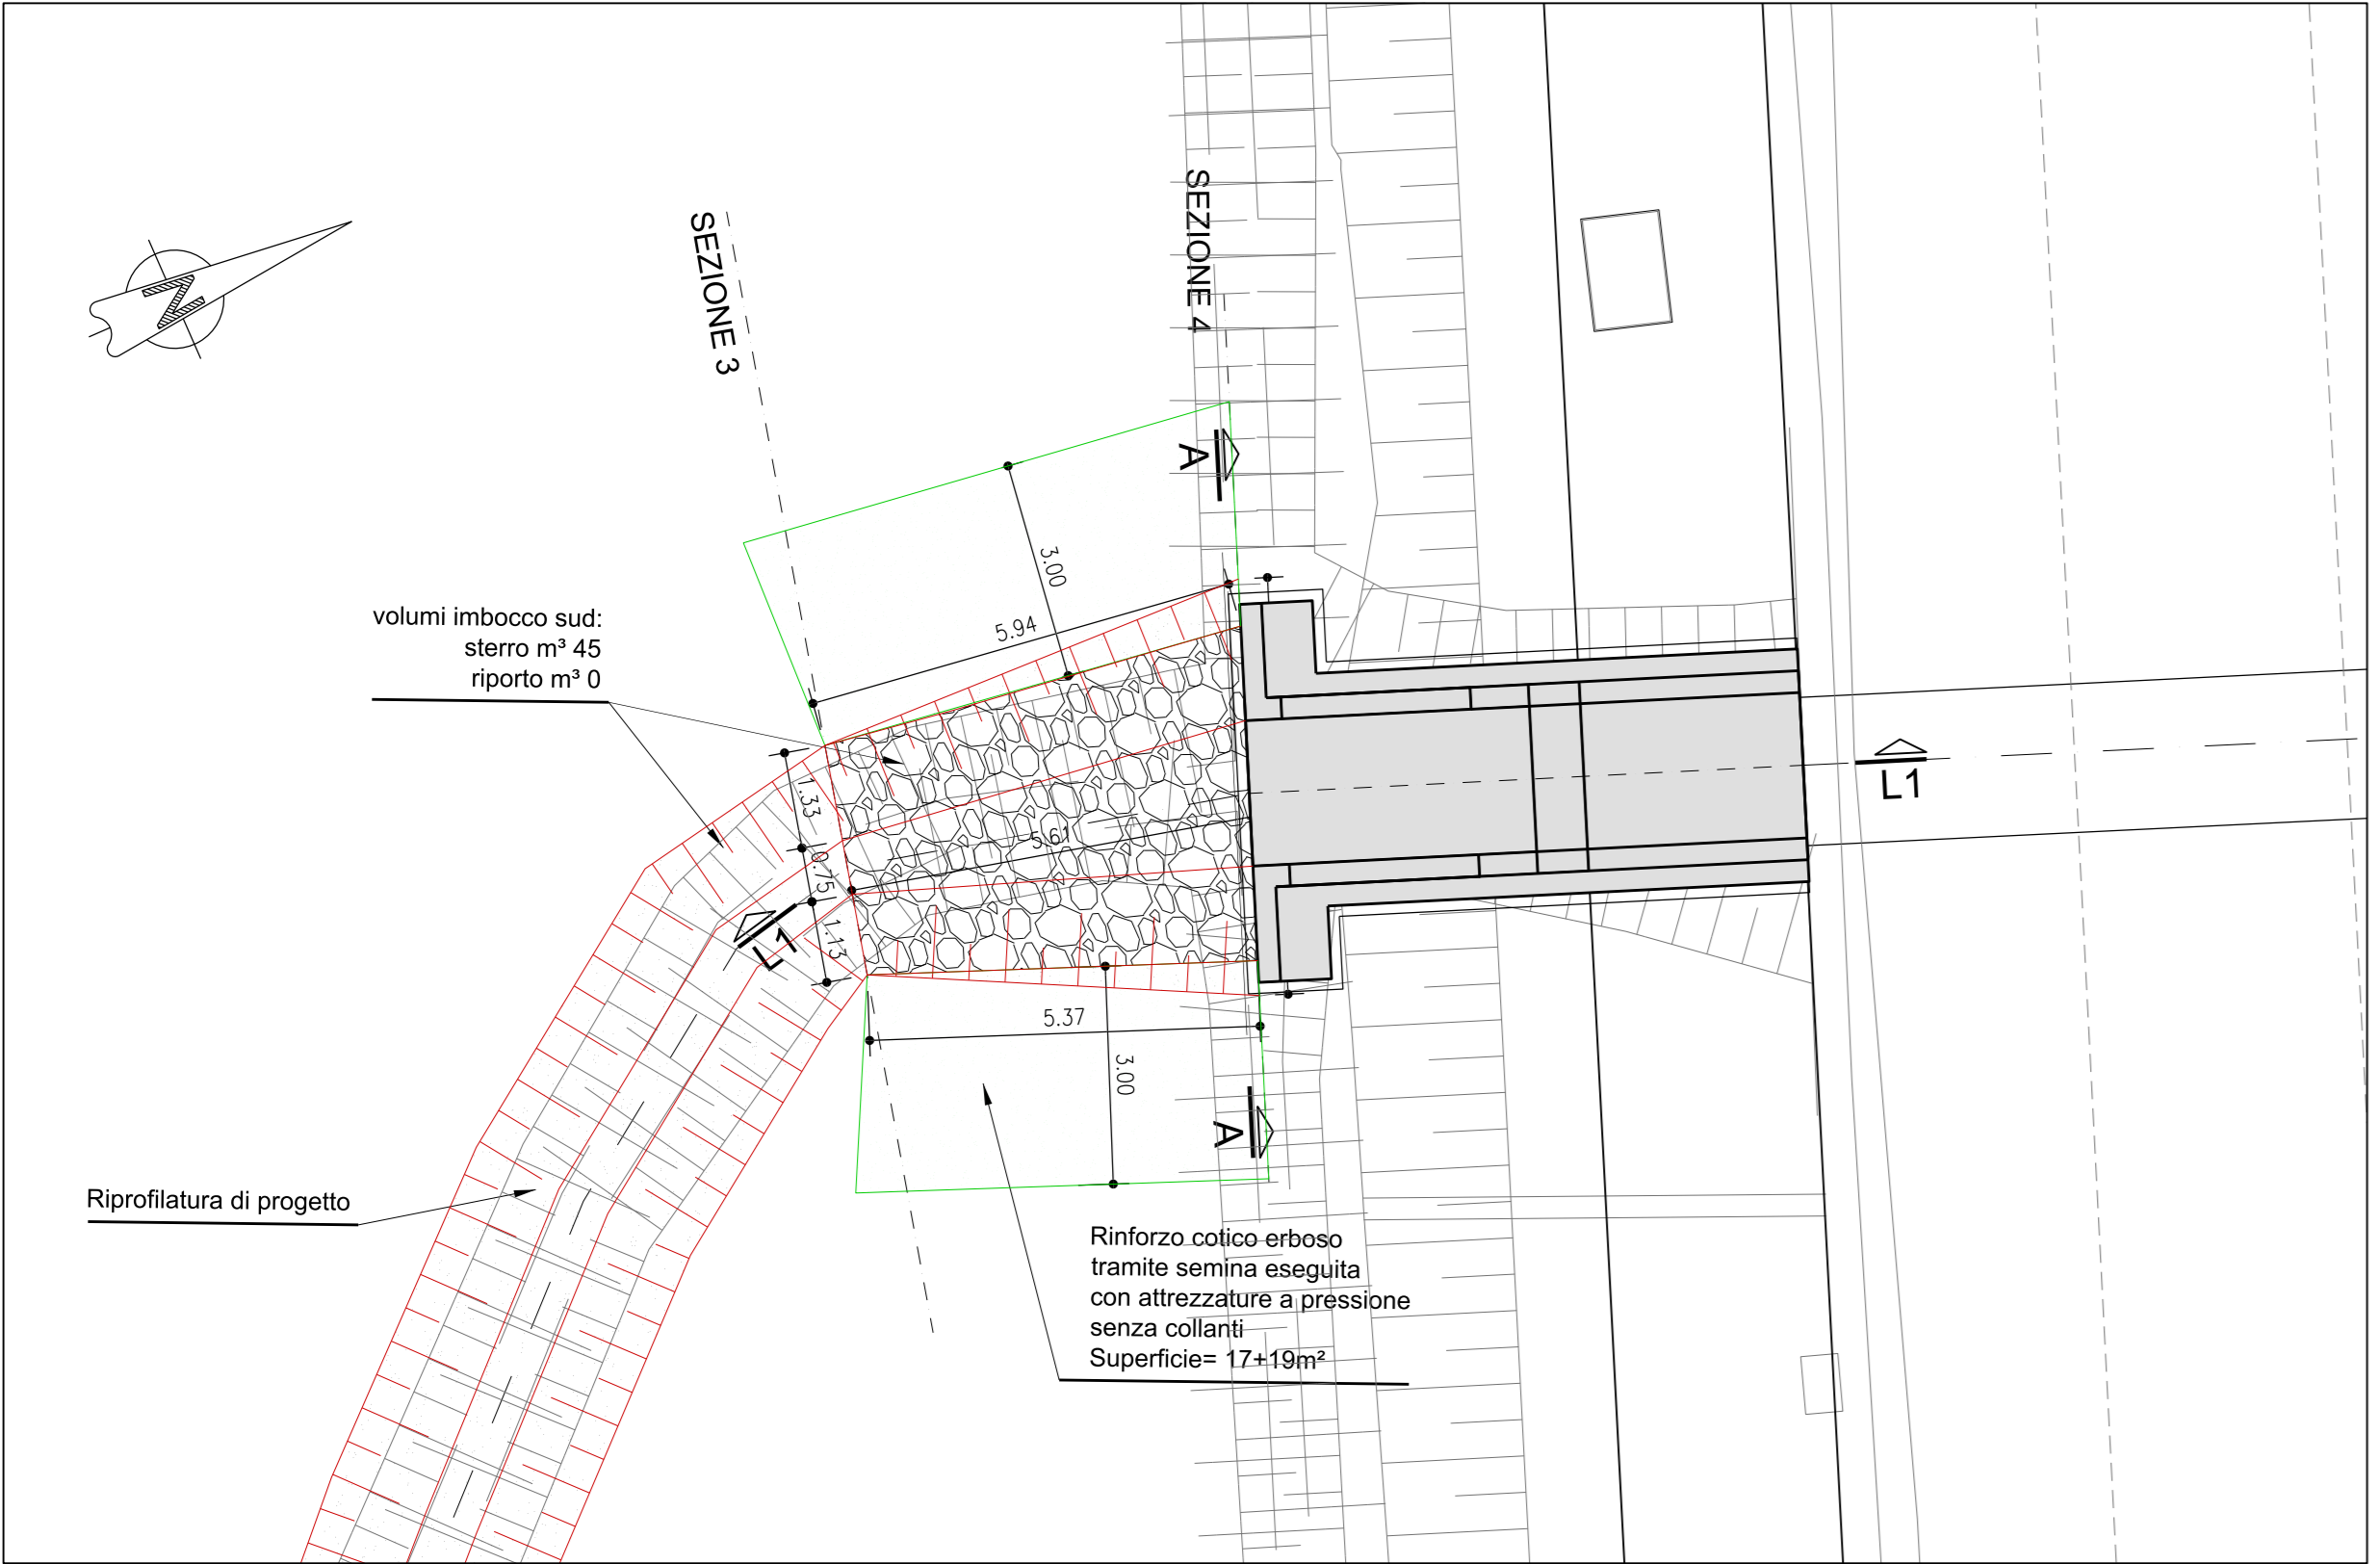 SEZIONE 3
SEZIONE 4
N
A
3.00
5.94
volumi imbocco sud:
sterro m³ 45
riporto m³ 0
1.33
0.75
1.13
5.61
L1
L1
5.37
3.00
A
Riprofilatura di progetto
Rinforzo cotico erboso
tramite semina eseguita
con attrezzature a pressione
senza collanti
Superficie= 17+19m²